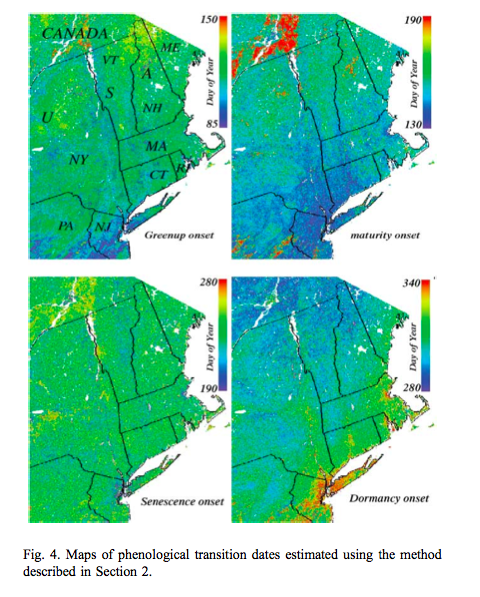 150
CANADA
ME
VT
A
S
NH
U
MA
NY
CT
RI
PA
NJ
Day of Year
85
Greenup onset
190
Day of Year
130
maturity onset
280
Day of Year
190
Senescence onset
340
Day of Year
280
Dormancy onset
Fig. 4. Maps of phenological transition dates estimated using the method
described in Section 2.